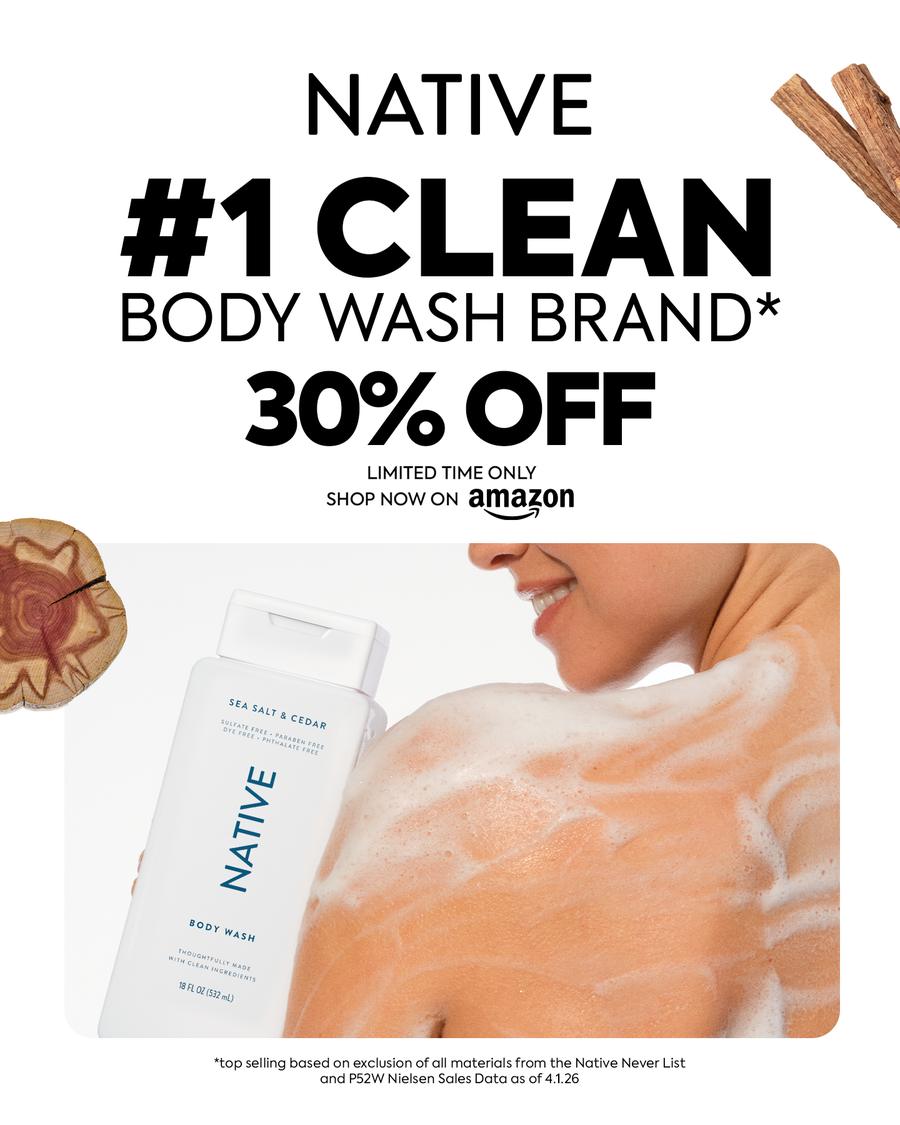 NATIVE
#1 CLEAN
BODY WASH BRAND*
30% OFF
LIMITED TIME ONLY
SHOP NOW ON amazon
SEA SALT & CEDAR
SULFATE FREE • PARABEN FREE
DYE FREE • PHTHALATE FREE
NATIVE
BODY WASH
THOUGHTFULLY MADE
WITH CLEAN INGREDIENTS
18 FL OZ (532 mL)
*top selling based on exclusion of all materials from the Native Never List
and P52W Nielsen Sales Data as of 4.1.26